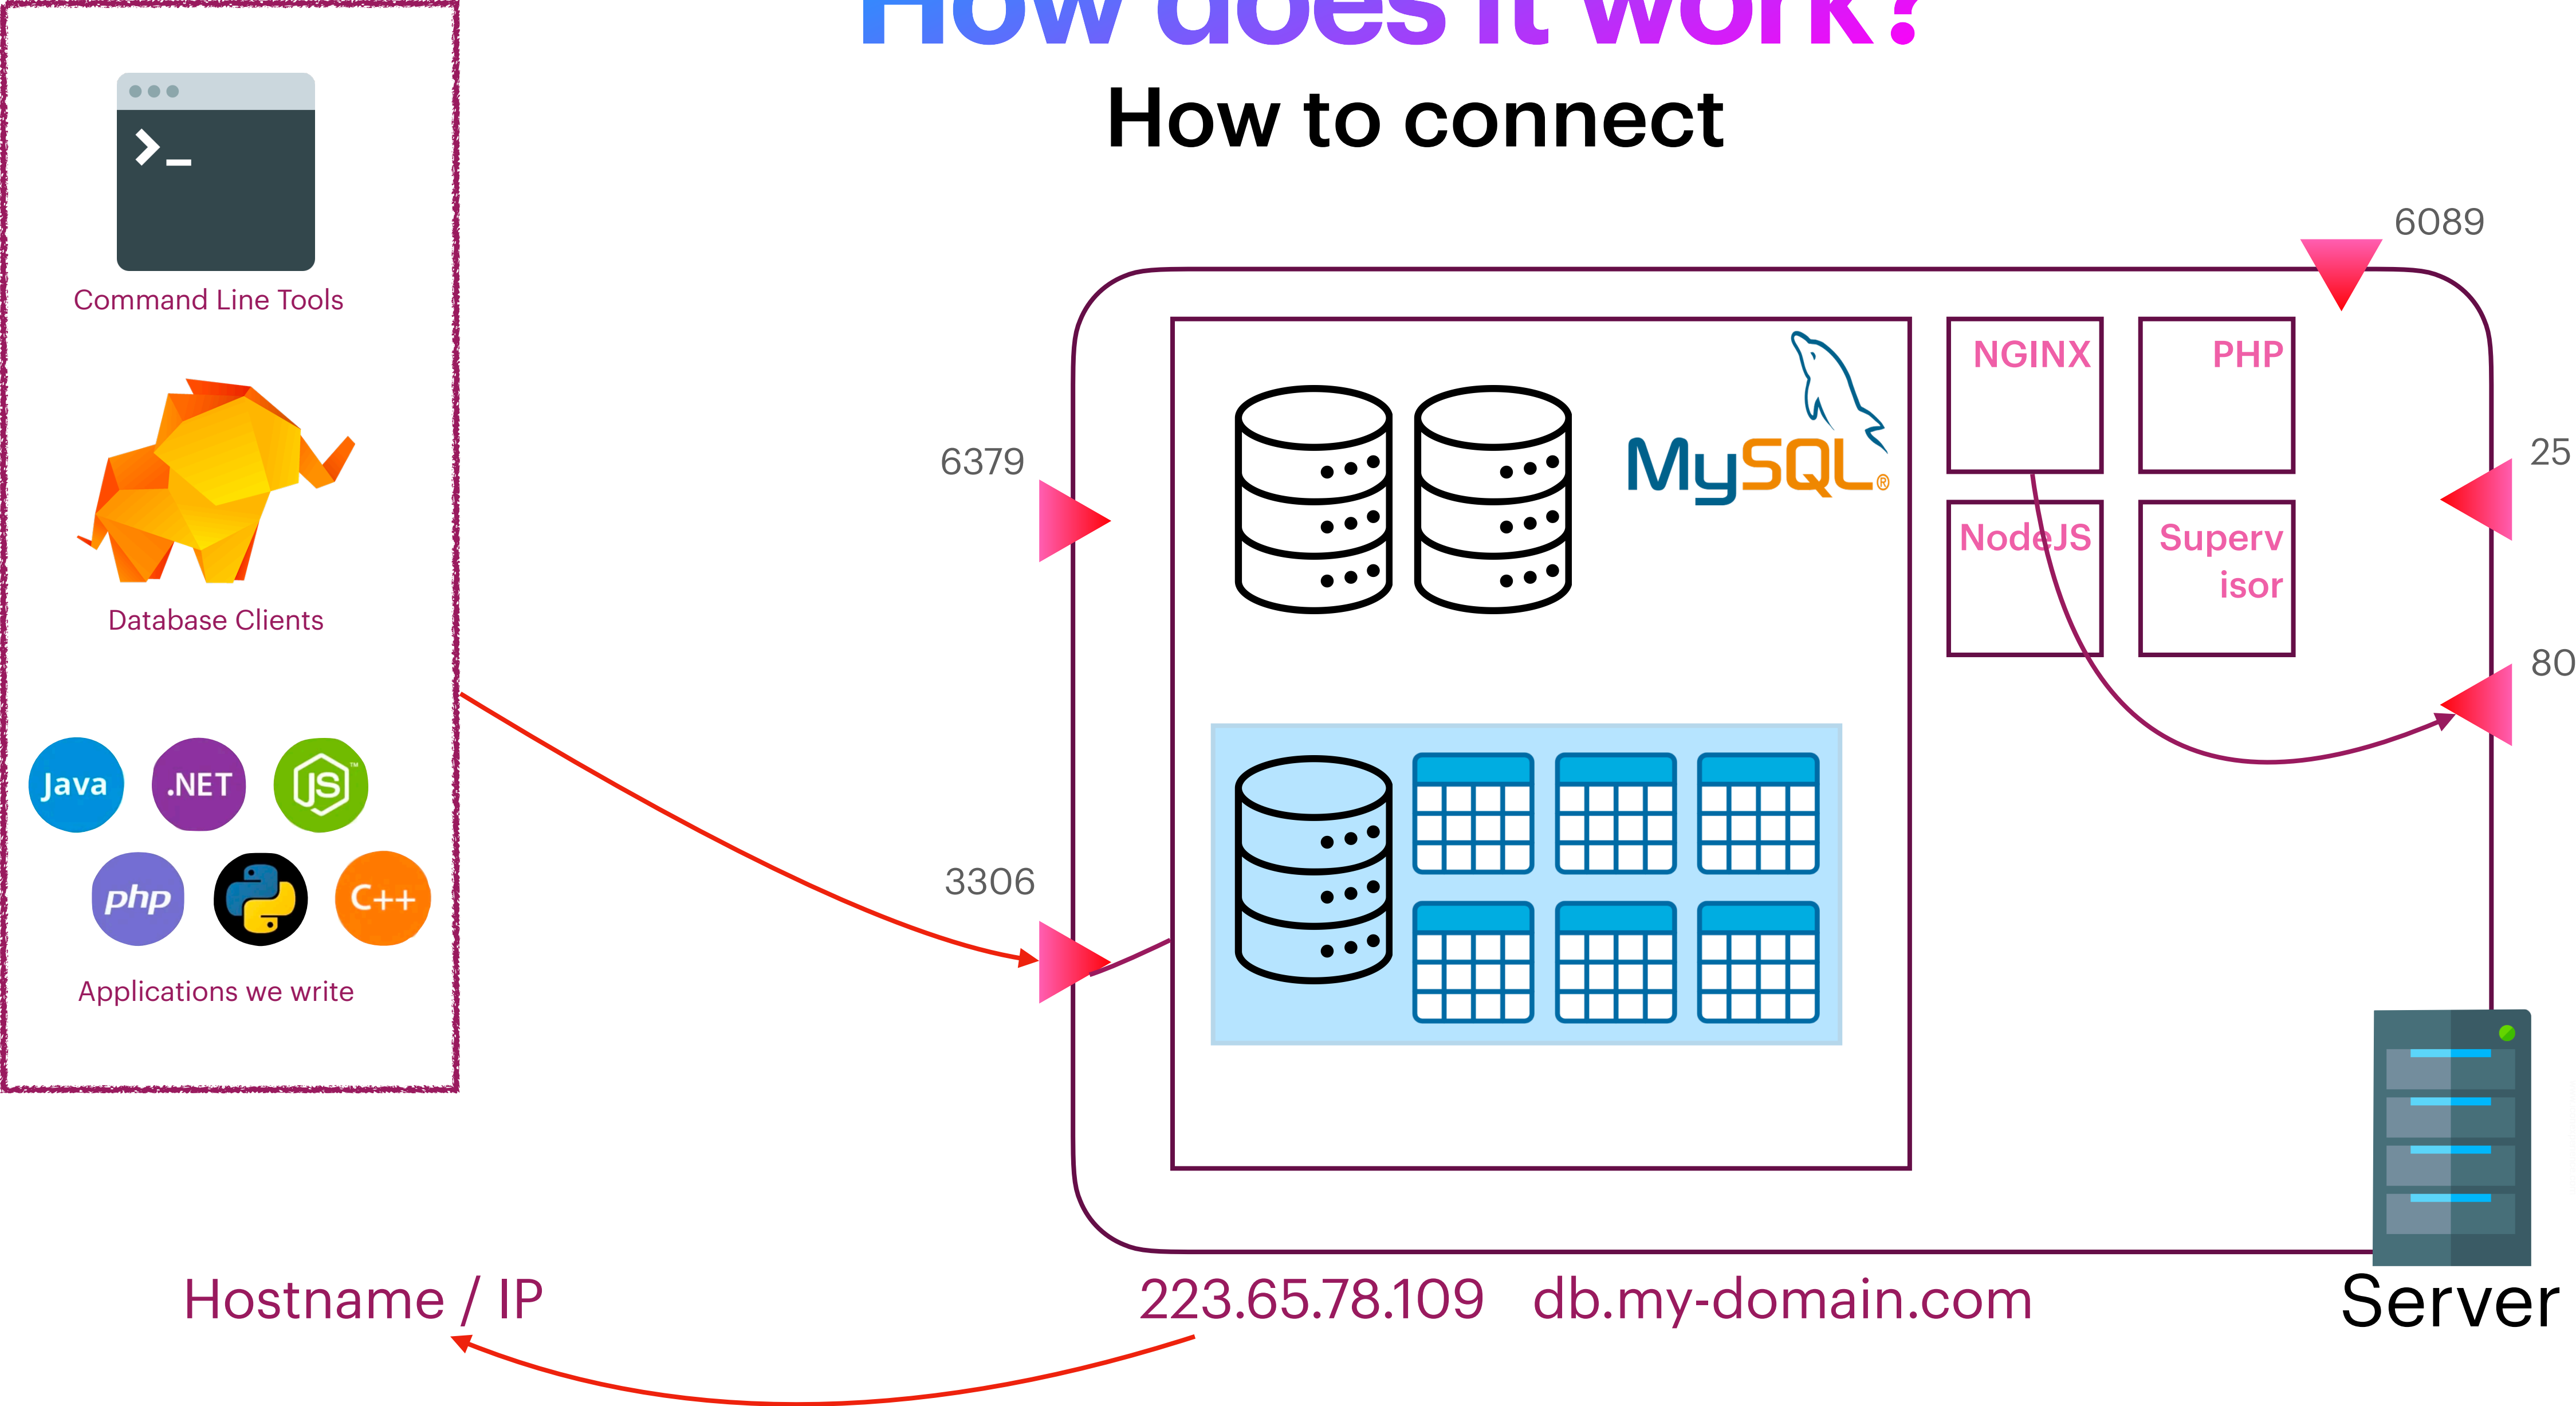 How does it work?
How to connect
>_
Command Line Tools
Database Clients
Java
.NET
JS™
php
C++
Applications we write
6089
6379
3306
25
80
MySQL®
NGINX
PHP
NodeJS
Superv
isor
Hostname / IP
223.65.78.109
db.my-domain.com
Server